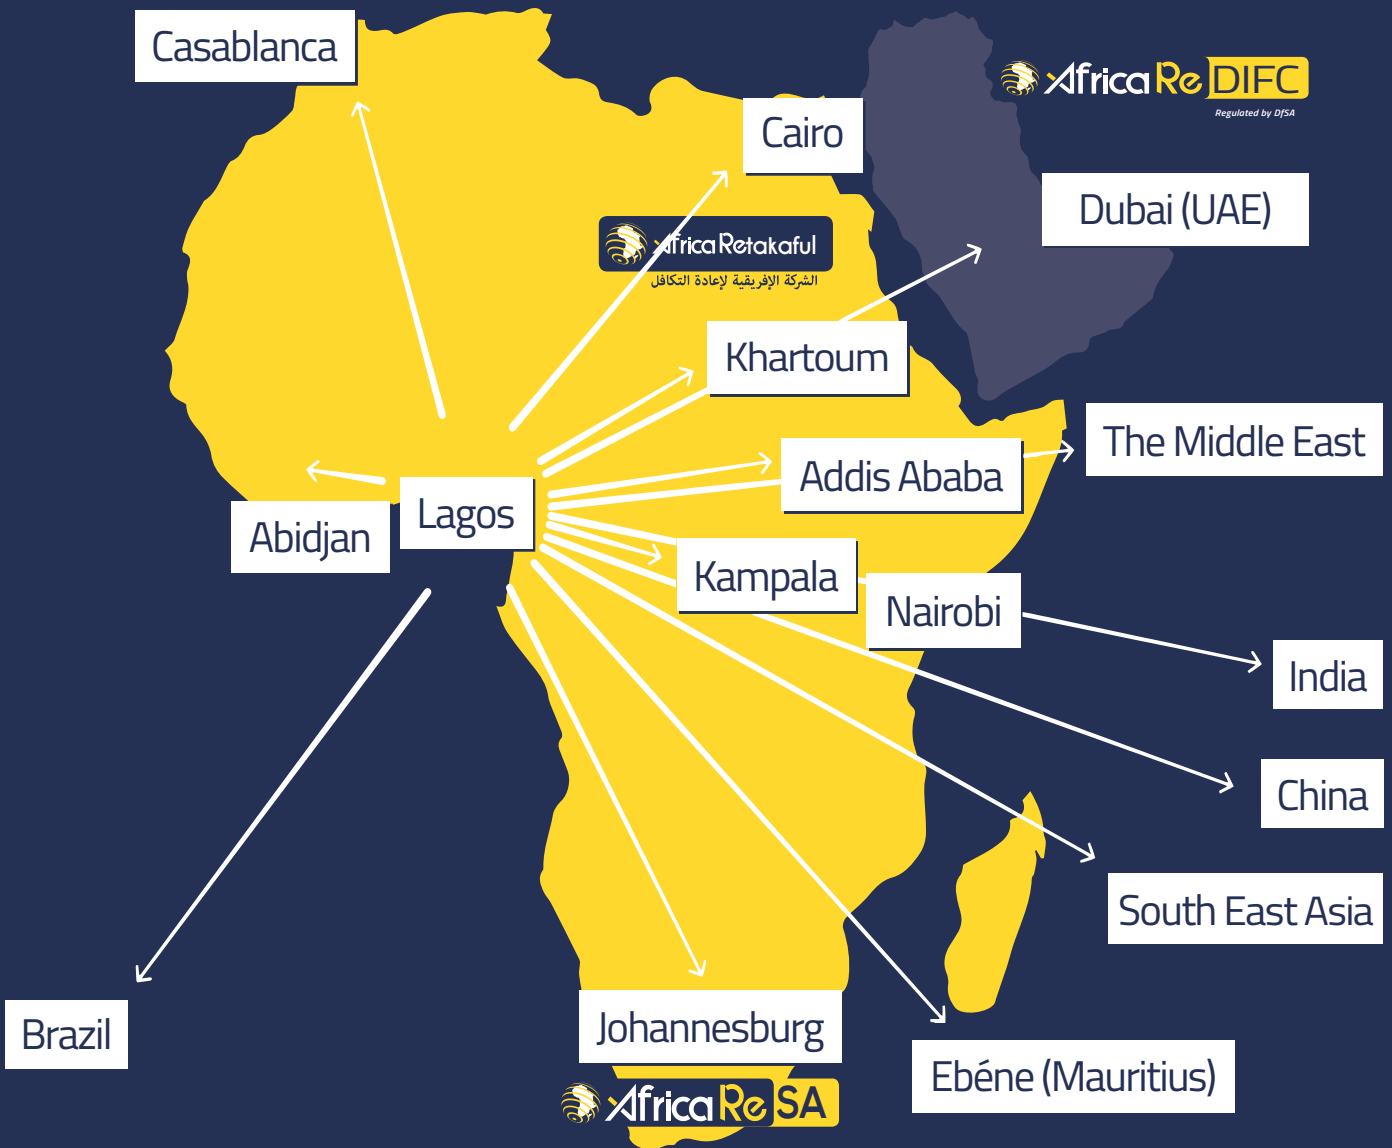 Casablanca
Africa Re DIFC
Regulated by DfSA
Cairo
Dubai (UAE)
Africa Retakaful
الشركة الإفريقية لإعادة التكافل
Khartoum
The Middle East
Addis Ababa
Lagos
Abidjan
Kampala
Nairobi
India
China
South East Asia
Brazil
Johannesburg
Ebéne (Mauritius)
Africa Re SA